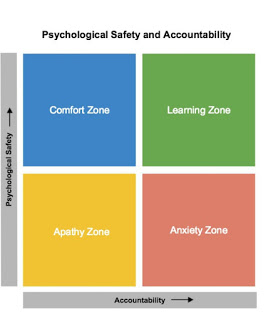 Psychological Safety and Accountability
Comfort Zone
Learning Zone
Psychological Safety
Apathy Zone
Anxiety Zone
Accountability